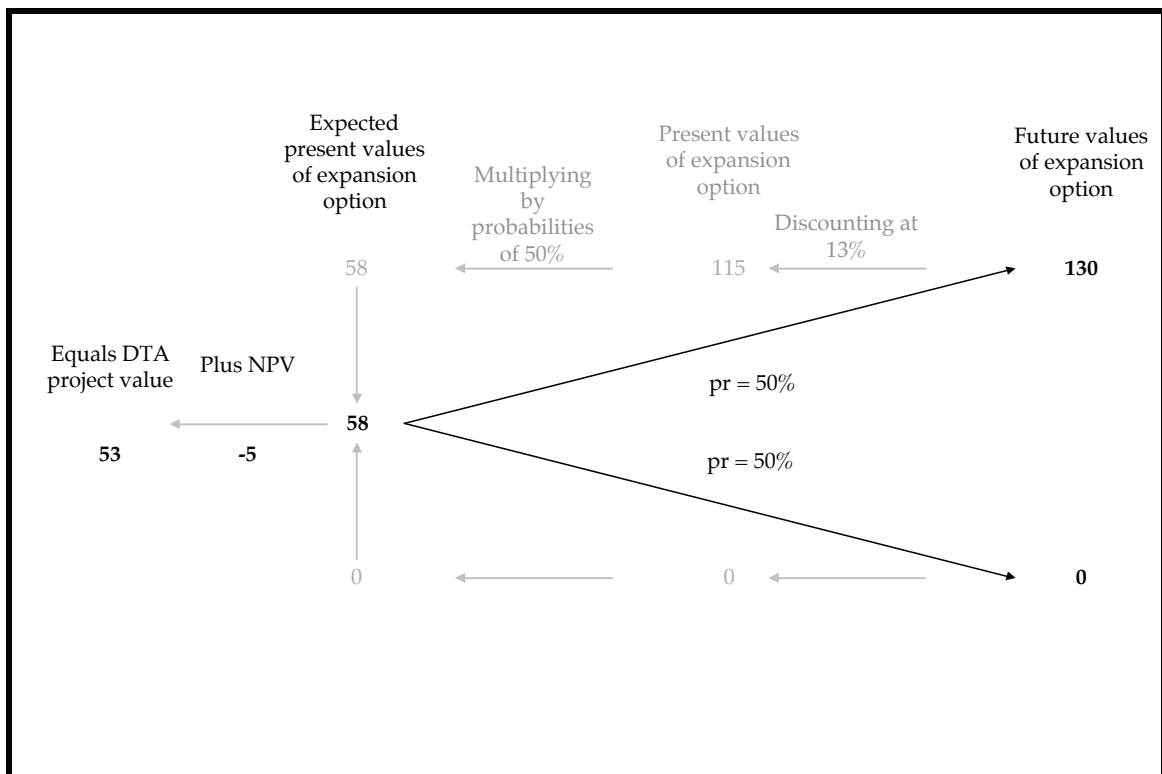 Expected
present values
of expansion
option
Multiplying
by
probabilities
of 50%
Present values
of expansion
option
Discounting at
13%
Future values
of expansion
option
58
115
130
Equals DTA
project value
Plus NPV
pr = 50%
58
53
-5
pr = 50%
0
0
0